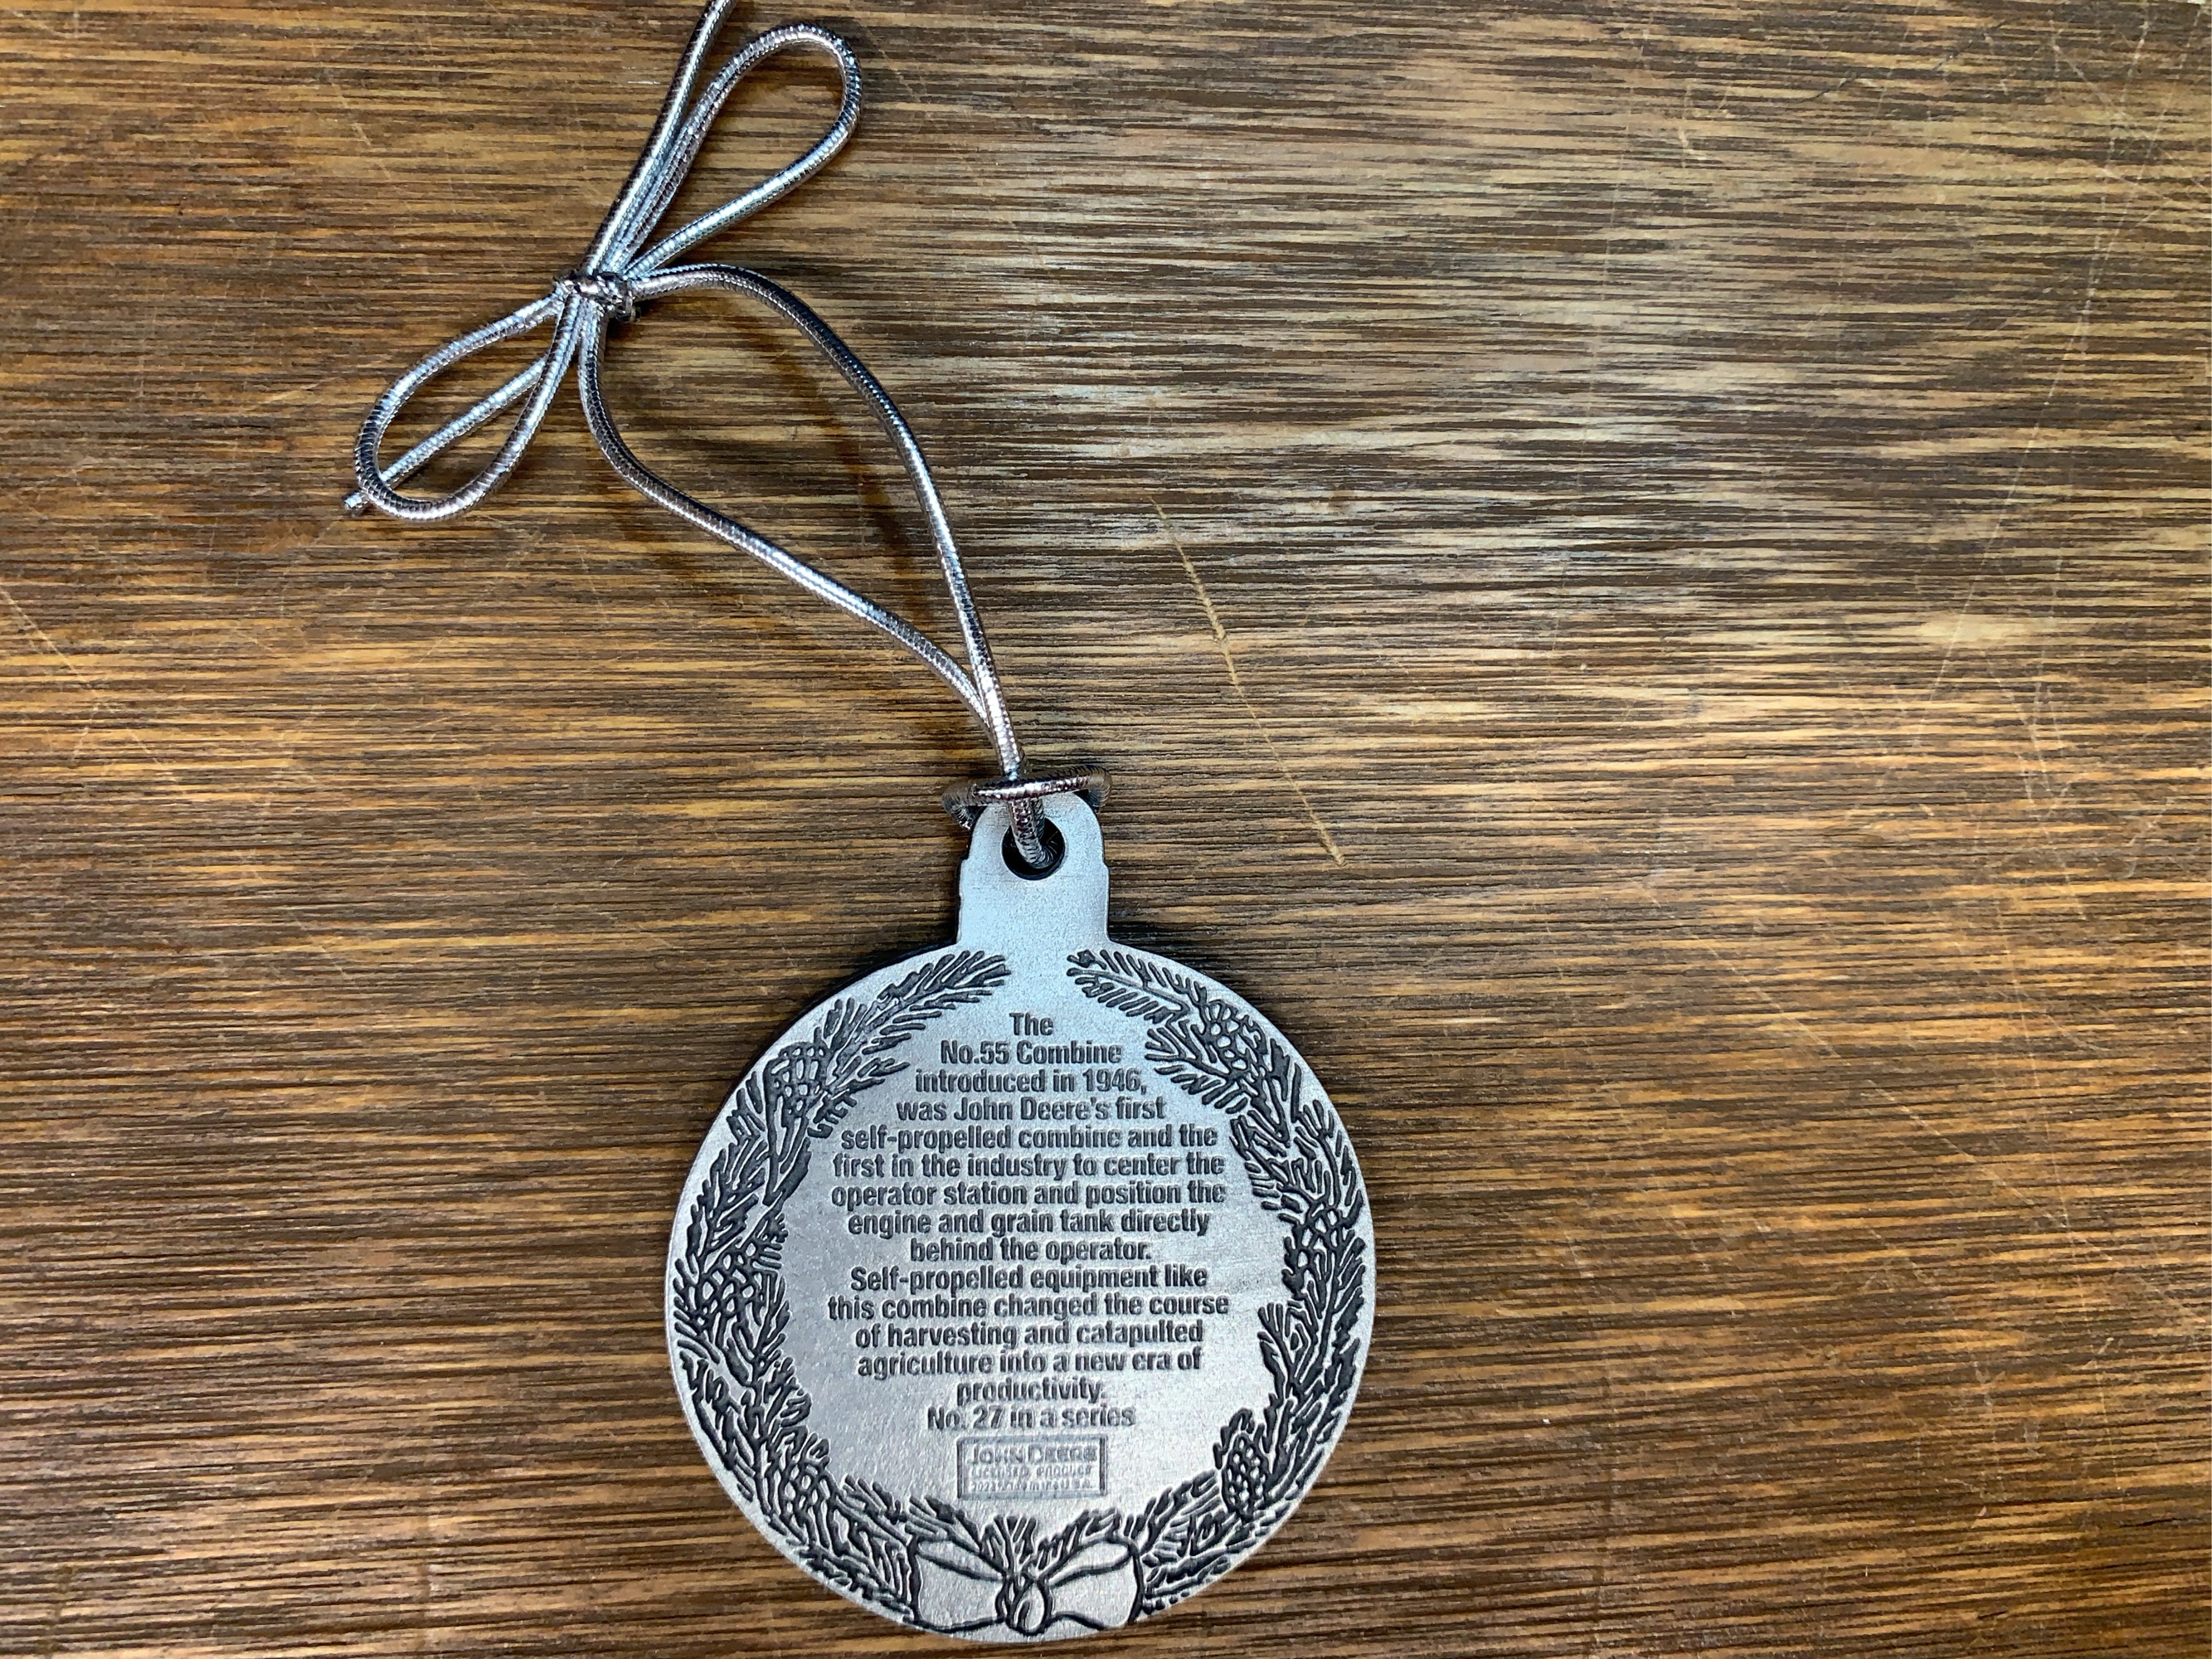 The
No.55 Combine
introduced in 1946,
was John Deere's first
self-propelled combine and the
first in the industry to center the
operator station and position the
engine and grain tank directly
behind the operator.
Self-propelled equipment like
this combine changed the course
of harvesting and catapulted
agriculture into a new era of
productivity.
No. 27 in a series
JOHN DEERE
LICENSED PRODUCT